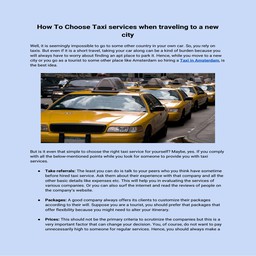 How To Choose Taxi services when traveling to a new
city
Well, it is seemingly impossible to go to some other country in your own car. So, you rely on
taxis. But even if it is a short travel, taking your car along can be a kind of burden because you
will always have to worry about finding an apt place to park it. Hence, while you move to a new
city or you go as a tourist to some other place like Amsterdam so hiring a Taxi in Amsterdam, is
the best idea.
But is it even that simple to choose the right taxi service for yourself? Maybe, yes. If you comply
with all the below-mentioned points while you look for someone to provide you with taxi
services.
● Take referrals: The least you can do is talk to your peers who you think have sometime
before hired taxi service. Ask them about their experience with that company and all the
other basic details like expenses etc. This will help you in evaluating the services of
various companies. Or you can also surf the internet and read the reviews of people on
the company's website.
● Packages: A good company always offers its clients to customize their packages
according to their will. Suppose you are a tourist, you should prefer that packages that
offer flexibility because you might need to alter your itinerary.
● Prices: This should not be the primary criteria to scrutinize the companies but this is a
very important factor that can change your decision. You, of course, do not want to pay
unnecessarily high to someone for regular services. Hence, you should always make a